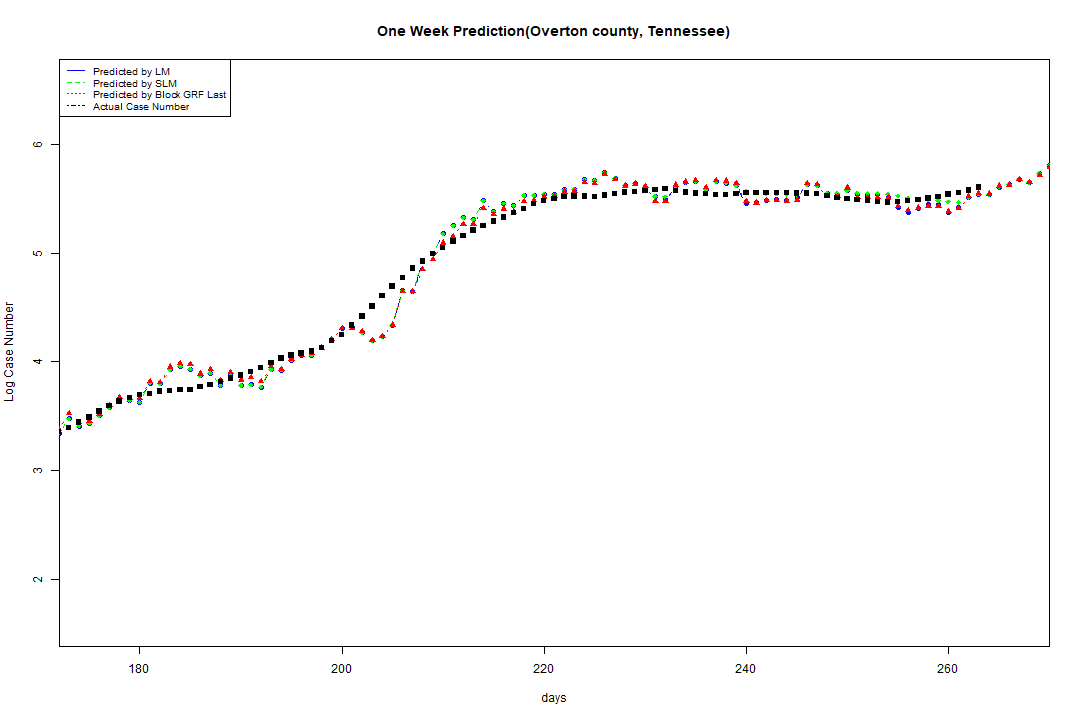 One Week Prediction(Overton county, Tennessee)
Predicted by LM
Predicted by SLM
Predicted by Block GRF Last
Actual Case Number
6
5
4
3
2
Log Case Number
180 200 220 240 260
days